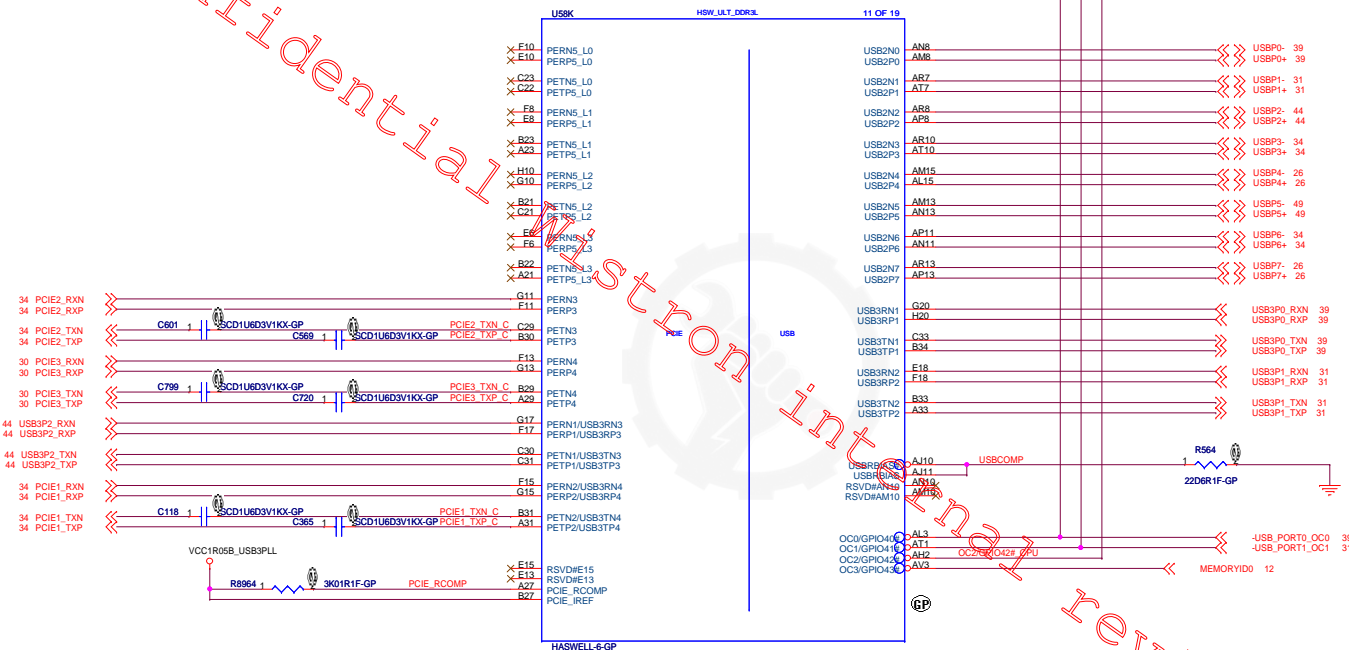 U58K
HSW_ULT_DDR3L
11 OF 19
F10 PERN5_L0
E10 PERP5_L0
C23 PETN5_L0
C22 PETP5_L0
F8 PERN5_L1
E8 PERP5_L1
B23 PETN5_L1
A23 PETP5_L1
H10 PERN5_L2
G10 PERP5_L2
B21 PETN5_L2
C21 PETP5_L2
E6 PERN5_L3
F6 PERP5_L3
B22 PETN5_L3
A21 PETP5_L3
34 PCIE2_RXN G11 PERN3
34 PCIE2_RXP F11 PERP3
34 PCIE2_TXN C601 1 SCD1U6D3V1KX-GP PCIE2_TXN_C C29 PETN3
34 PCIE2_TXP C569 1 SCD1U6D3V1KX-GP PCIE2_TXP_C B30 PETP3
30 PCIE3_RXN F13 PERN4
30 PCIE3_RXP G13 PERP4
30 PCIE3_TXN C799 1 SCD1U6D3V1KX-GP PCIE3_TXN_C B29 PETN4
30 PCIE3_TXP C720 1 SCD1U6D3V1KX-GP PCIE3_TXP_C A29 PETP4
44 USB3P2_RXN G17 PERN1/USB3RN3
44 USB3P2_RXP F17 PERP1/USB3RP3
44 USB3P2_TXN C30 PETN1/USB3TN3
44 USB3P2_TXP C31 PETP1/USB3TP3
34 PCIE1_RXN F15 PERN2/USB3RN4
34 PCIE1_RXP G15 PERP2/USB3RP4
34 PCIE1_TXN C118 1 SCD1U6D3V1KX-GP PCIE1_TXN_C B31 PETN2/USB3TN4
34 PCIE1_TXP C365 1 SCD1U6D3V1KX-GP PCIE1_TXP_C A31 PETP2/USB3TP4
VCC1R05B_USB3PLL
E15 RSVD#E15
E13 RSVD#E13
R8964 1 3K01R1F-GP PCIE_RCOMP A27 PCIE_RCOMP
B27 PCIE_IREF
PCIE
USB
USB2N0 AN8 USBP0- 39
USB2P0 AM8 USBP0+ 39
USB2N1 AR7 USBP1- 31
USB2P1 AT7 USBP1+ 31
USB2N2 AR8 USBP2- 44
USB2P2 AP8 USBP2+ 44
USB2N3 AR10 USBP3- 34
USB2P3 AT10 USBP3+ 34
USB2N4 AM15 USBP4- 26
USB2P4 AL15 USBP4+ 26
USB2N5 AM13 USBP5- 49
USB2P5 AN13 USBP5+ 49
USB2N6 AP11 USBP6- 34
USB2P6 AN11 USBP6+ 34
USB2N7 AR13 USBP7- 26
USB2P7 AP13 USBP7+ 26
USB3RN1 G20 USB3P0_RXN 39
USB3RP1 H20 USB3P0_RXP 39
USB3TN1 C33 USB3P0_TXN 39
USB3TP1 B34 USB3P0_TXP 39
USB3RN2 E18 USB3P1_RXN 31
USB3RP2 F18 USB3P1_RXP 31
USB3TN2 B33 USB3P1_TXN 31
USB3TP2 A33 USB3P1_TXP 31
USBRBIAS# AJ10 USBCOMP 1 R564
USBRBIAS AJ11
22D6R1F-GP
RSVD#AN10 AN10
RSVD#AM10 AM10
OC0/GPIO40# AL3 -USB_PORT0_OC0 39
OC1/GPIO41# AT1 -USB_PORT1_OC1
OC2/GPIO42# AH2 OC2/GPIO42#_CPU
OC3/GPIO43# AV3 MEMORYID0 12
GP
HASWELL-6-GP
fidential Wistron internal rev